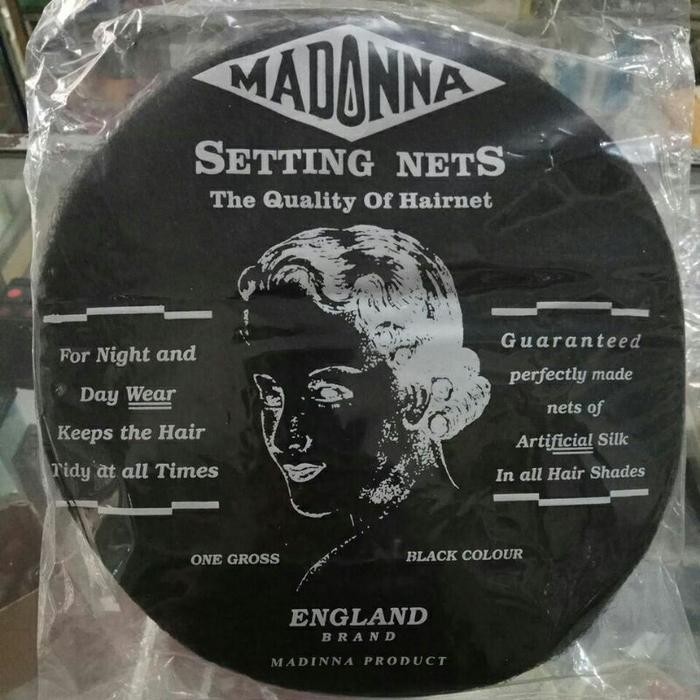 MADONNA
SETTING NETS
The Quality Of Hairnet
For Night and
Day Wear
Keeps the Hair
Tidy at all Times
Guaranteed
perfectly made
nets of
Artificial Silk
In all Hair Shades
ONE GROSS
BLACK COLOUR
ENGLAND
BRAND
MADINNA PRODUCT